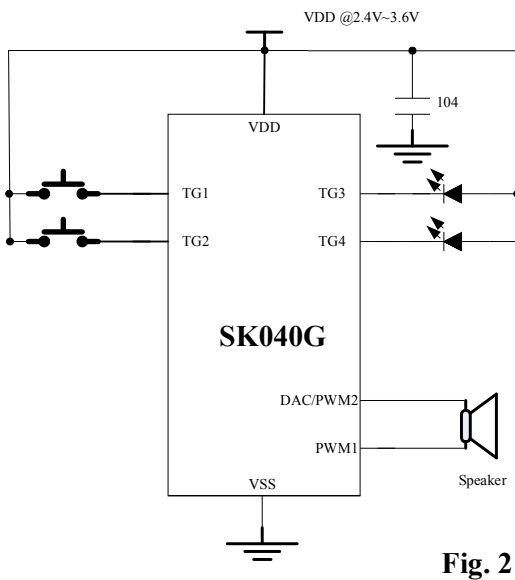 VDD @2.4V~3.6V
104
VDD
TG1
TG3
TG2
TG4
SK040G
DAC/PWM2
PWM1
Speaker
VSS
Fig. 2